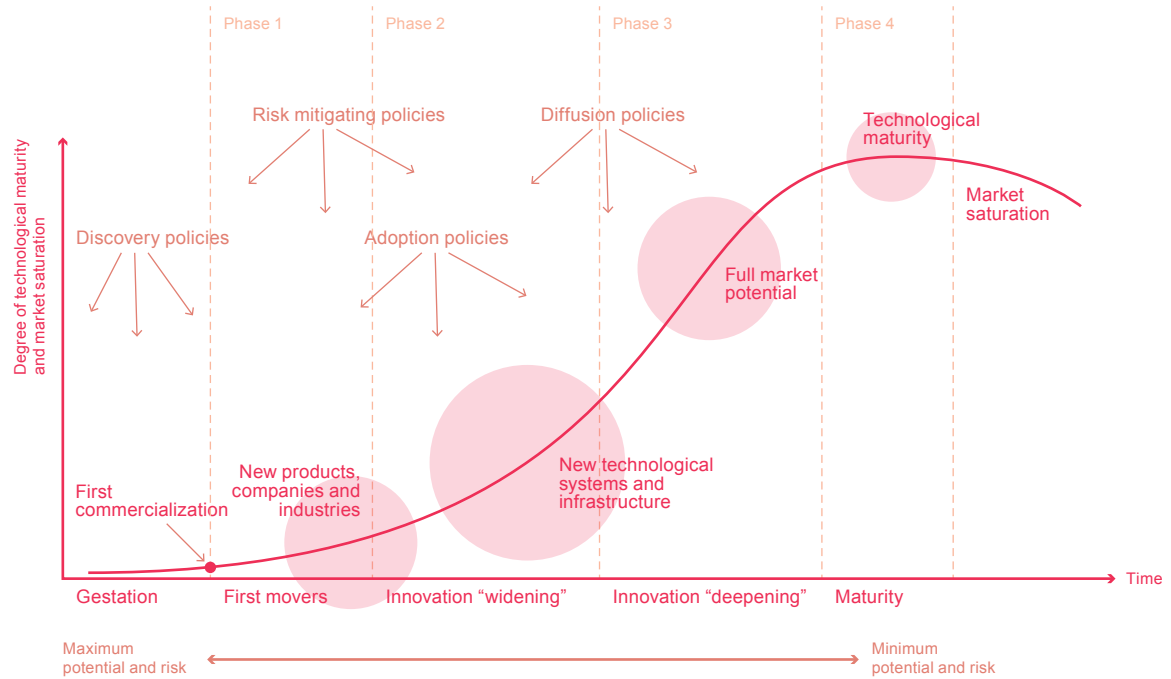 Phase 1
Phase 2
Phase 3
Phase 4
Risk mitigating policies
Diffusion policies
Technological
maturity
Discovery policies
Adoption policies
Market
saturation
Full market
potential
Degree of technological maturity
and market saturation
New products,
companies and
industries
New technological
systems and
infrastructure
First
commercialization
Time
Gestation
First movers
Innovation “widening”
Innovation “deepening”
Maturity
Maximum
potential and risk
Minimum
potential and risk